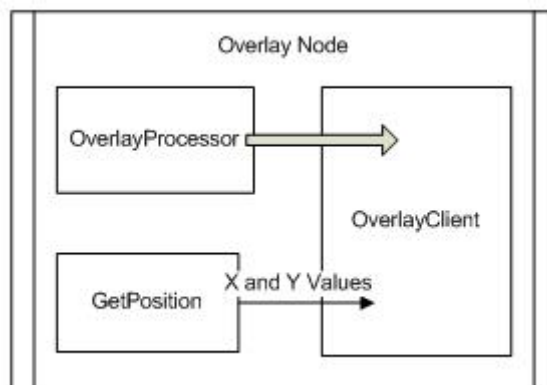 Overlay Node
OverlayProcessor
OverlayClient
X and Y Values
GetPosition